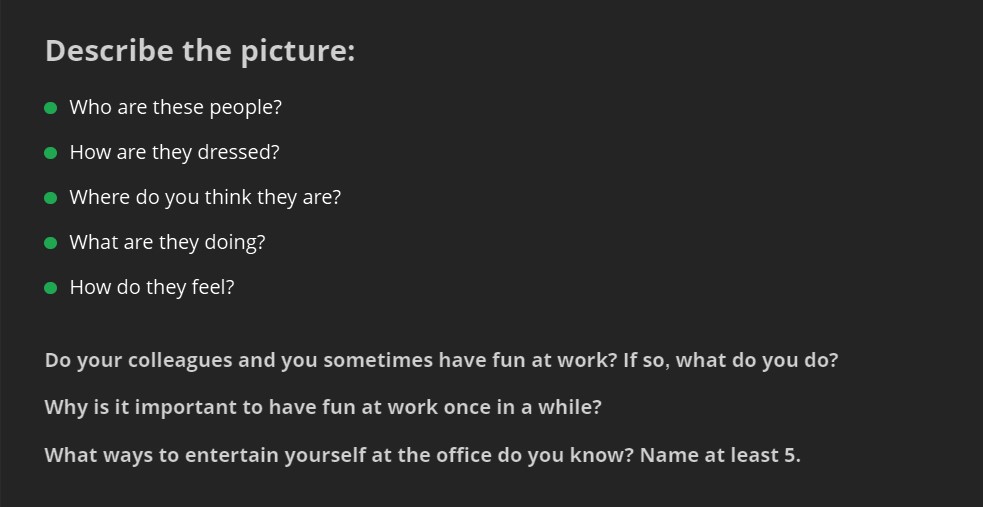 Describe the picture:
Who are these people?
How are they dressed?
Where do you think they are?
What are they doing?
How do they feel?
Do your colleagues and you sometimes have fun at work? If so, what do you do?
Why is it important to have fun at work once in a while?
What ways to entertain yourself at the office do you know? Name at least 5.